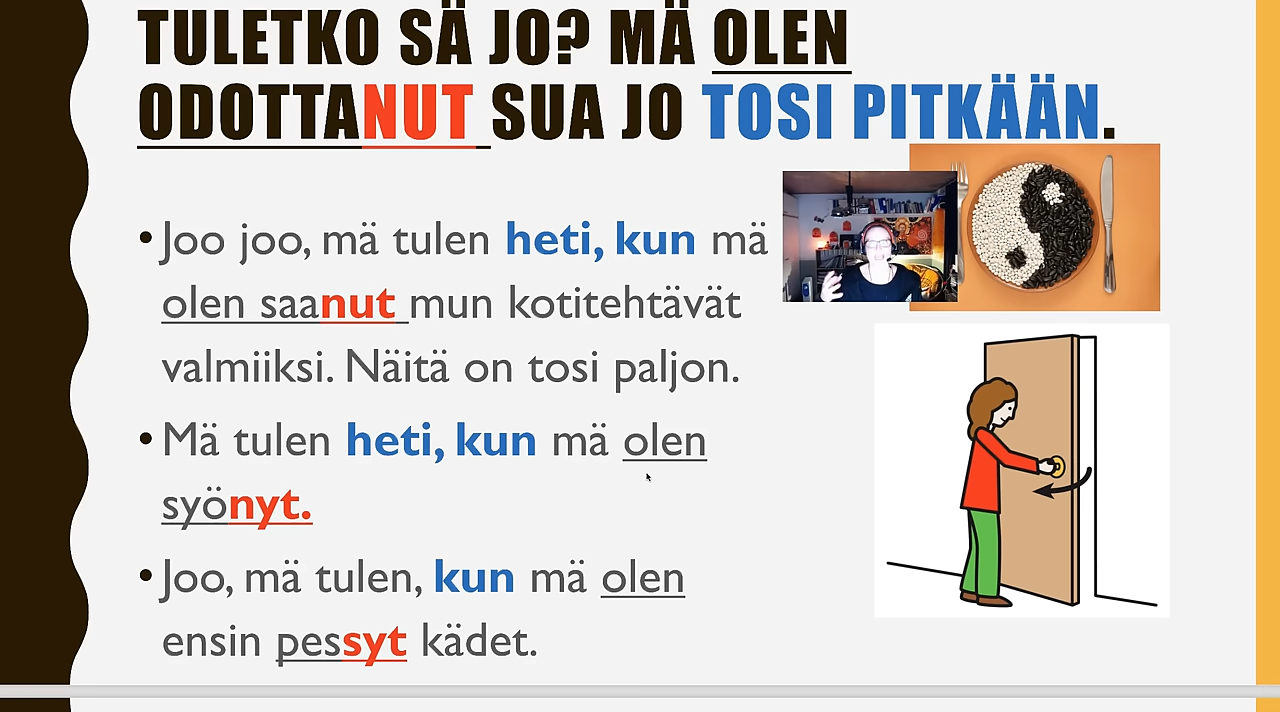 TULETKO SÄ JO? MÄ OLEN
ODOTTANUT SUA JO TOSI PITKÄÄN.
• Joo joo, mä tulen heti, kun mä
olen saanut mun kotitehtävät
valmiiksi. Näitä on tosi paljon.
• Mä tulen heti, kun mä olen
syönyt.
• Joo, mä tulen, kun mä olen
ensin pessyt kädet.